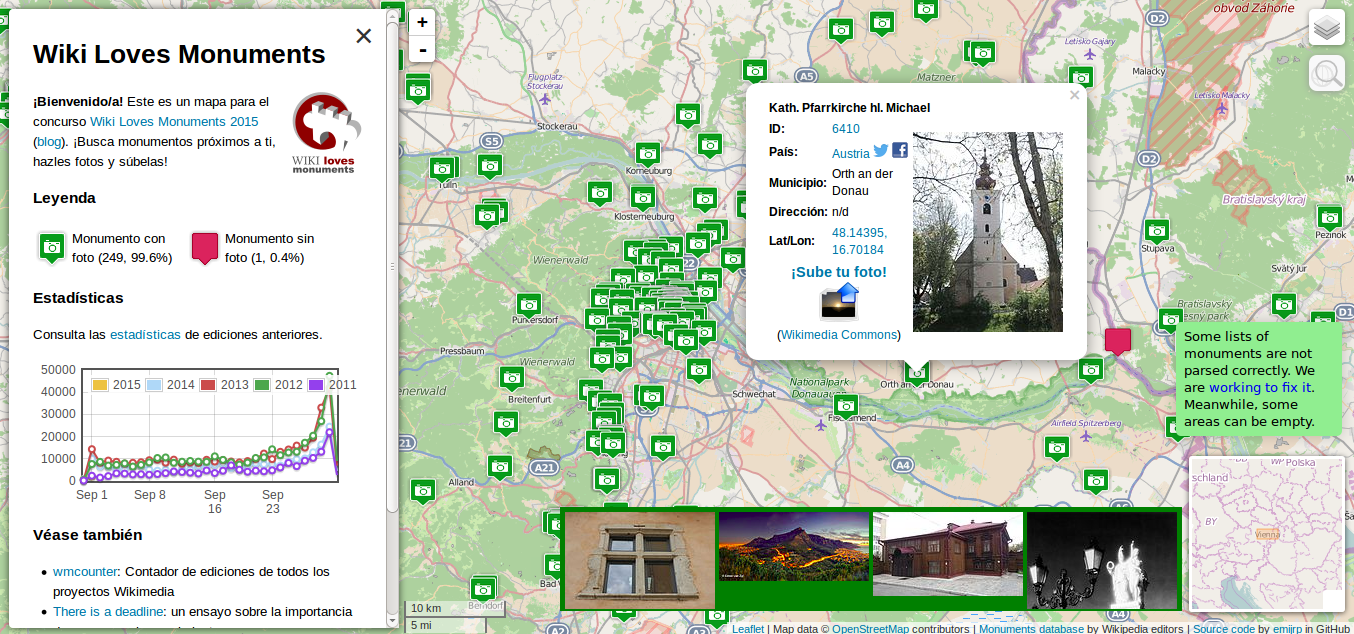 Wiki Loves Monuments
¡Bienvenido/a! Este es un mapa para el
concurso Wiki Loves Monuments 2015
(blog). ¡Busca monumentos próximos a ti,
hazles fotos y súbelas!
WIKI loves
monuments
Leyenda
Monumento con
foto (249, 99.6%)
Monumento sin
foto (1, 0.4%)
Estadísticas
Consulta las estadísticas de ediciones anteriores.
50000
40000
30000
20000
10000
0
2015
2014
2013
2012
2011
Sep 1
Sep 8
Sep
16
Sep
23
Véase también
wmcounter: Contador de ediciones de todos los
proyectos Wikimedia
There is a deadline: un ensayo sobre la importancia
+
-
Kath. Pfarrkirche hl. Michael
ID: 6410
País: Austria
Municipio: Orth an der
Donau
Dirección: n/d
Lat/Lon: 48.14395,
16.70184
¡Sube tu foto!
(Wikimedia Commons)
obvod Záhorie
D2
Letisko Gajary
Malacky
Letisko Malacky
Matzner
A5
Flugplatz
Stockerau
Stockerau
S5
Korneuburg
Tulln
Klosterneuburg
D2
Bratislavský kraj
Pezinok
Stupava
Svätý Jur
Wienerwald
Purkersdorf
Pressbaum
Wienerwald
Breitenfurt
Schwechat
Nationalpark
Donauauen
Orth an der Donau
Fischamend
Bratislavský
D1
Airfield Spitzerberg
A21
A4
Alland
Berndorf
A2
A3
A4
Some lists of
monuments are not
parsed correctly. We
are working to fix it.
Meanwhile, some
areas can be empty.
Polska
schland
BY
Vienna
10 km
5 mi
Leaflet | Map data © OpenStreetMap contributors | Monuments database by Wikipedia editors | Source code by emijrp in GitHub